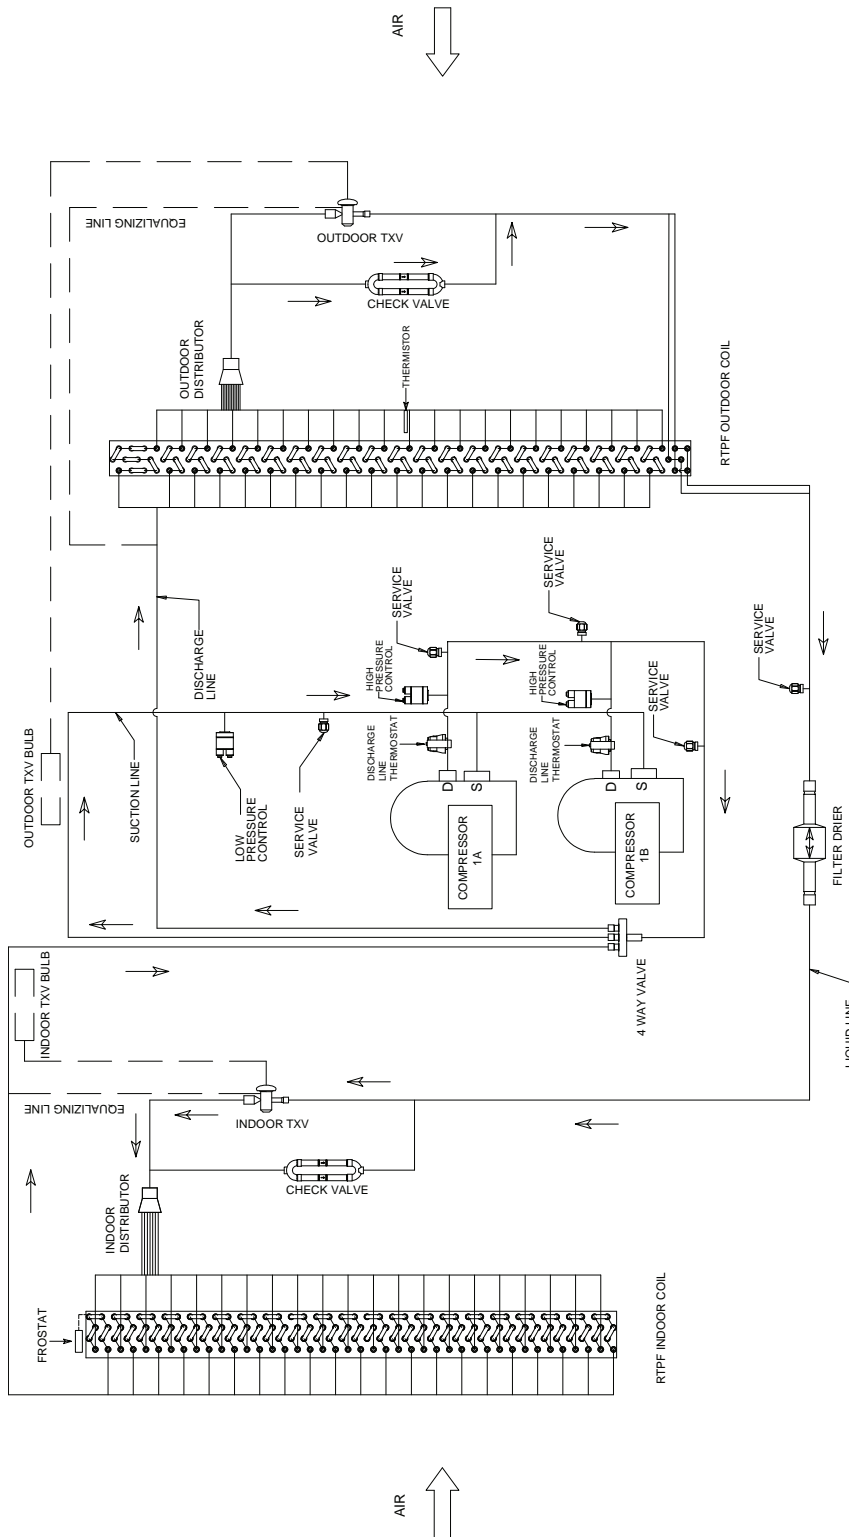 AIR
EQUALIZING LINE
OUTDOOR TXV
CHECK VALVE
OUTDOOR
DISTRIBUTOR
THERMISTOR
RTPF OUTDOOR COIL
DISCHARGE
LINE
SERVICE
VALVE
SERVICE
VALVE
HIGH
PRESSURE
CONTROL
HIGH
PRESSURE
CONTROL
SERVICE
VALVE
SERVICE
VALVE
OUTDOOR TXV BULB
SUCTION LINE
LOW
PRESSURE
CONTROL
SERVICE
VALVE
DISCHARGE
LINE
THERMOSTAT
DISCHARGE
LINE
THERMOSTAT
D
S
COMPRESSOR
1A
D
S
COMPRESSOR
1B
FILTER DRIER
4 WAY VALVE
INDOOR TXV BULB
EQUALIZING LINE
INDOOR TXV
CHECK VALVE
INDOOR
DISTRIBUTOR
FROSTAT
RTPF INDOOR COIL
AIR